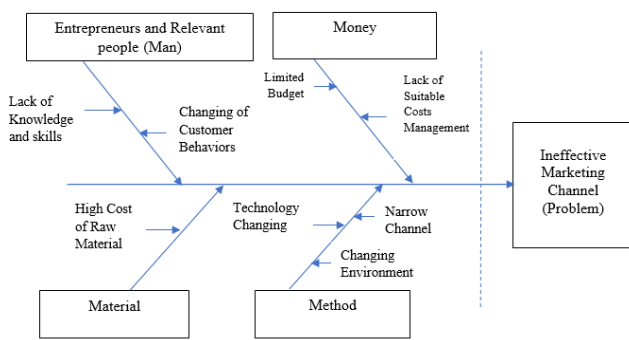 Entrepreneurs and Relevant
people (Man)
Money
Lack of
Knowledge
and skills
Changing of
Customer
Behaviors
Limited
Budget
Lack of
Suitable
Costs
Management
Ineffective
Marketing
Channel
(Problem)
High Cost
of Raw
Material
Technology
Changing
Narrow
Channel
Changing
Environment
Material
Method